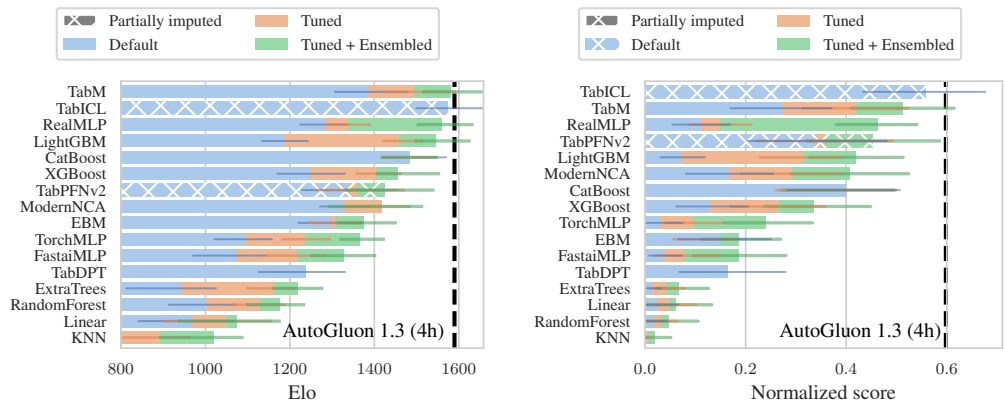 Partially imputed Tuned
Default Tuned + Ensembled
TabM
TabICL
RealMLP
LightGBM
CatBoost
XGBoost
TabPFNv2
ModernNCA
EBM
TorchMLP
FastaiMLP
TabDPT
ExtraTrees
RandomForest
Linear
KNN
AutoGluon 1.3 (4h)
800 1000 1200 1400 1600
Elo
Partially imputed Tuned
Default Tuned + Ensembled
TabICL
TabM
RealMLP
TabPFNv2
LightGBM
ModernNCA
CatBoost
XGBoost
TorchMLP
EBM
FastaiMLP
TabDPT
ExtraTrees
Linear
RandomForest
KNN
AutoGluon 1.3 (4h)
0.0 0.2 0.4 0.6
Normalized score